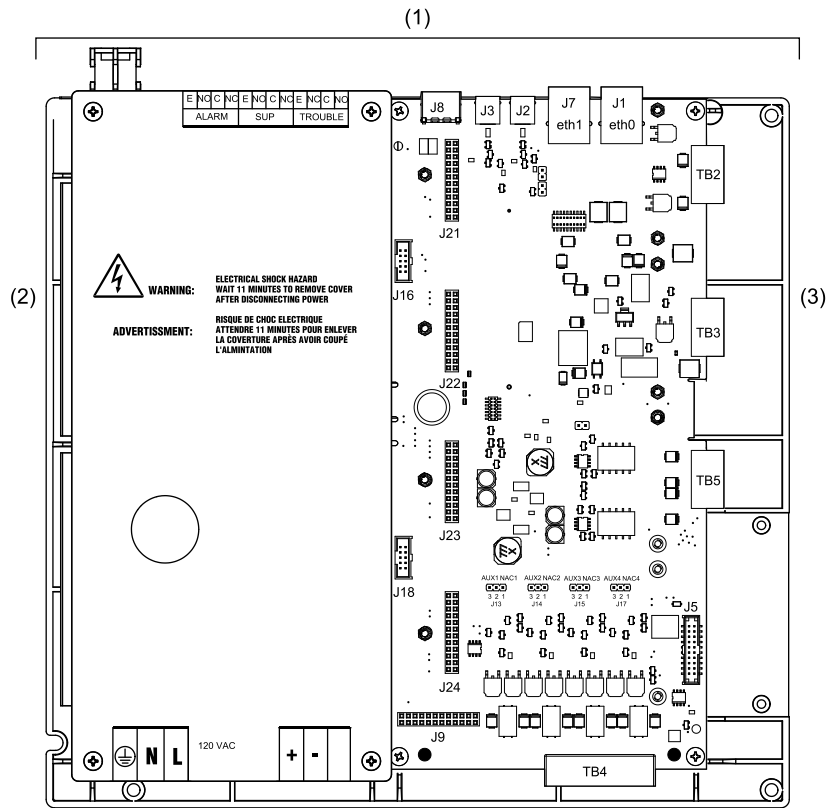 (1)
E NO C NO E NO C NO E NO C NO
ALARM SUP TROUBLE
J8
J3
J2
J7
eth1
J1
eth0
TB2
J21
J16
(2)
WARNING:
ELECTRICAL SHOCK HAZARD
WAIT 11 MINUTES TO REMOVE COVER
AFTER DISCONNECTING POWER
ADVERTISSMENT:
RISQUE DE CHOC ELECTRIQUE
ATTENDRE 11 MINUTES POUR ENLEVER
LA COVERTURE APRÈS AVOIR COUPÉ
L'ALMINTATION
(3)
TB3
J22
TB5
J23
J18
AUX1 NAC1 AUX2 NAC2 AUX3 NAC3 AUX4 NAC4
3 2 1 3 2 1 3 2 1 3 2 1
J13 J14 J15 J17
J5
J24
J9
N L 120 VAC + -
TB4